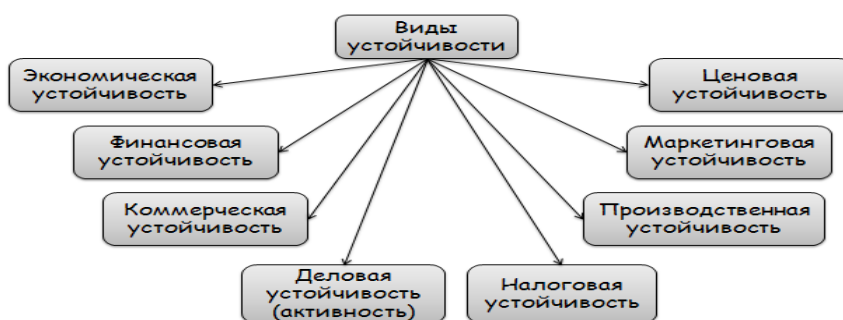 Виды
устойчивости
Экономическая
устойчивость
Ценовая
устойчивость
Финансовая
устойчивость
Маркетинговая
устойчивость
Коммерческая
устойчивость
Производственная
устойчивость
Деловая
устойчивость
(активность)
Налоговая
устойчивость